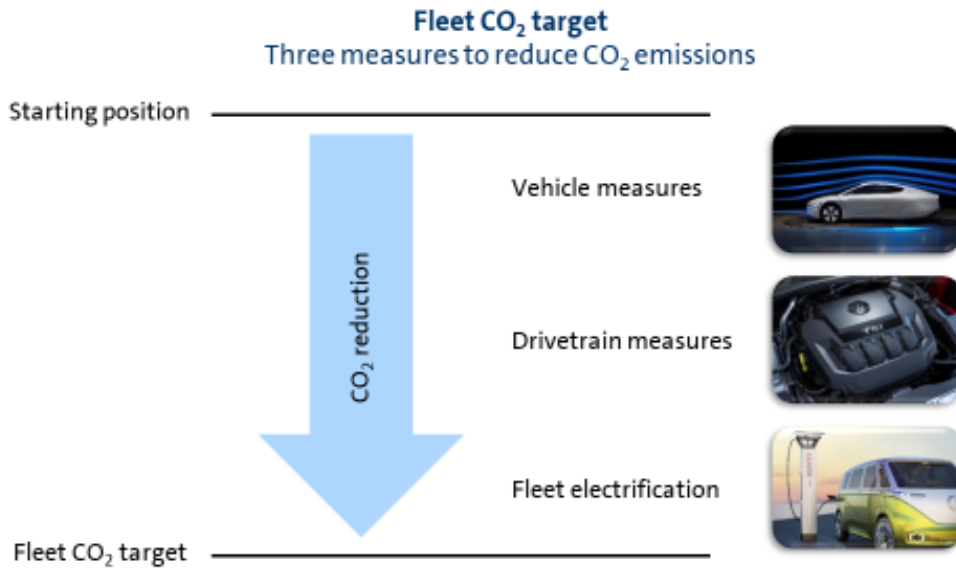 Fleet CO₂ target
Three measures to reduce CO₂ emissions
Starting position
Vehicle measures
CO₂ reduction
Drivetrain measures
Fleet electrification
Fleet CO₂ target